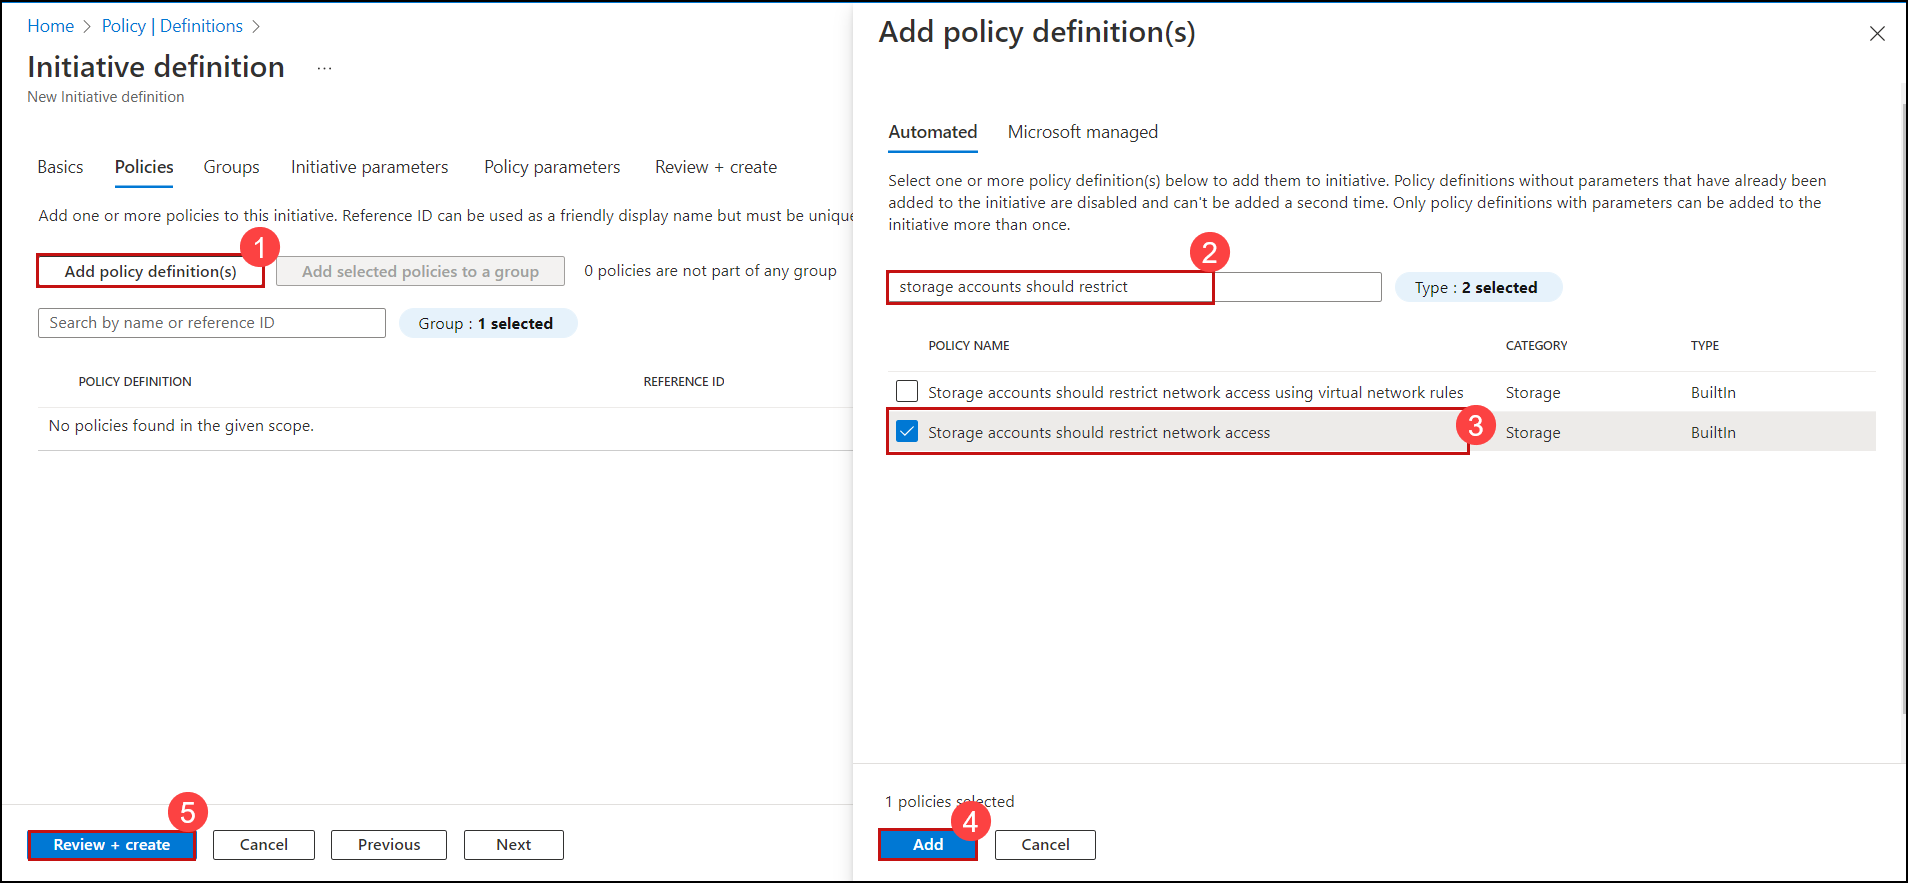 Home > Policy | Definitions >
Initiative definition ...
New Initiative definition
Basics Policies Groups Initiative parameters Policy parameters Review + create
Add one or more policies to this initiative. Reference ID can be used as a friendly display name but must be unique
1
Add policy definition(s) Add selected policies to a group 0 policies are not part of any group
Search by name or reference ID Group : 1 selected
POLICY DEFINITION REFERENCE ID
No policies found in the given scope.
5
Review + create Cancel Previous Next
Add policy definition(s)
Automated Microsoft managed
Select one or more policy definition(s) below to add them to initiative. Policy definitions without parameters that have already been
added to the initiative are disabled and can't be added a second time. Only policy definitions with parameters can be added to the
initiative more than once.
2
storage accounts should restrict Type : 2 selected
POLICY NAME CATEGORY TYPE
Storage accounts should restrict network access using virtual network rules Storage BuiltIn
Storage accounts should restrict network access 3 Storage BuiltIn
1 policies selected
4
Add Cancel